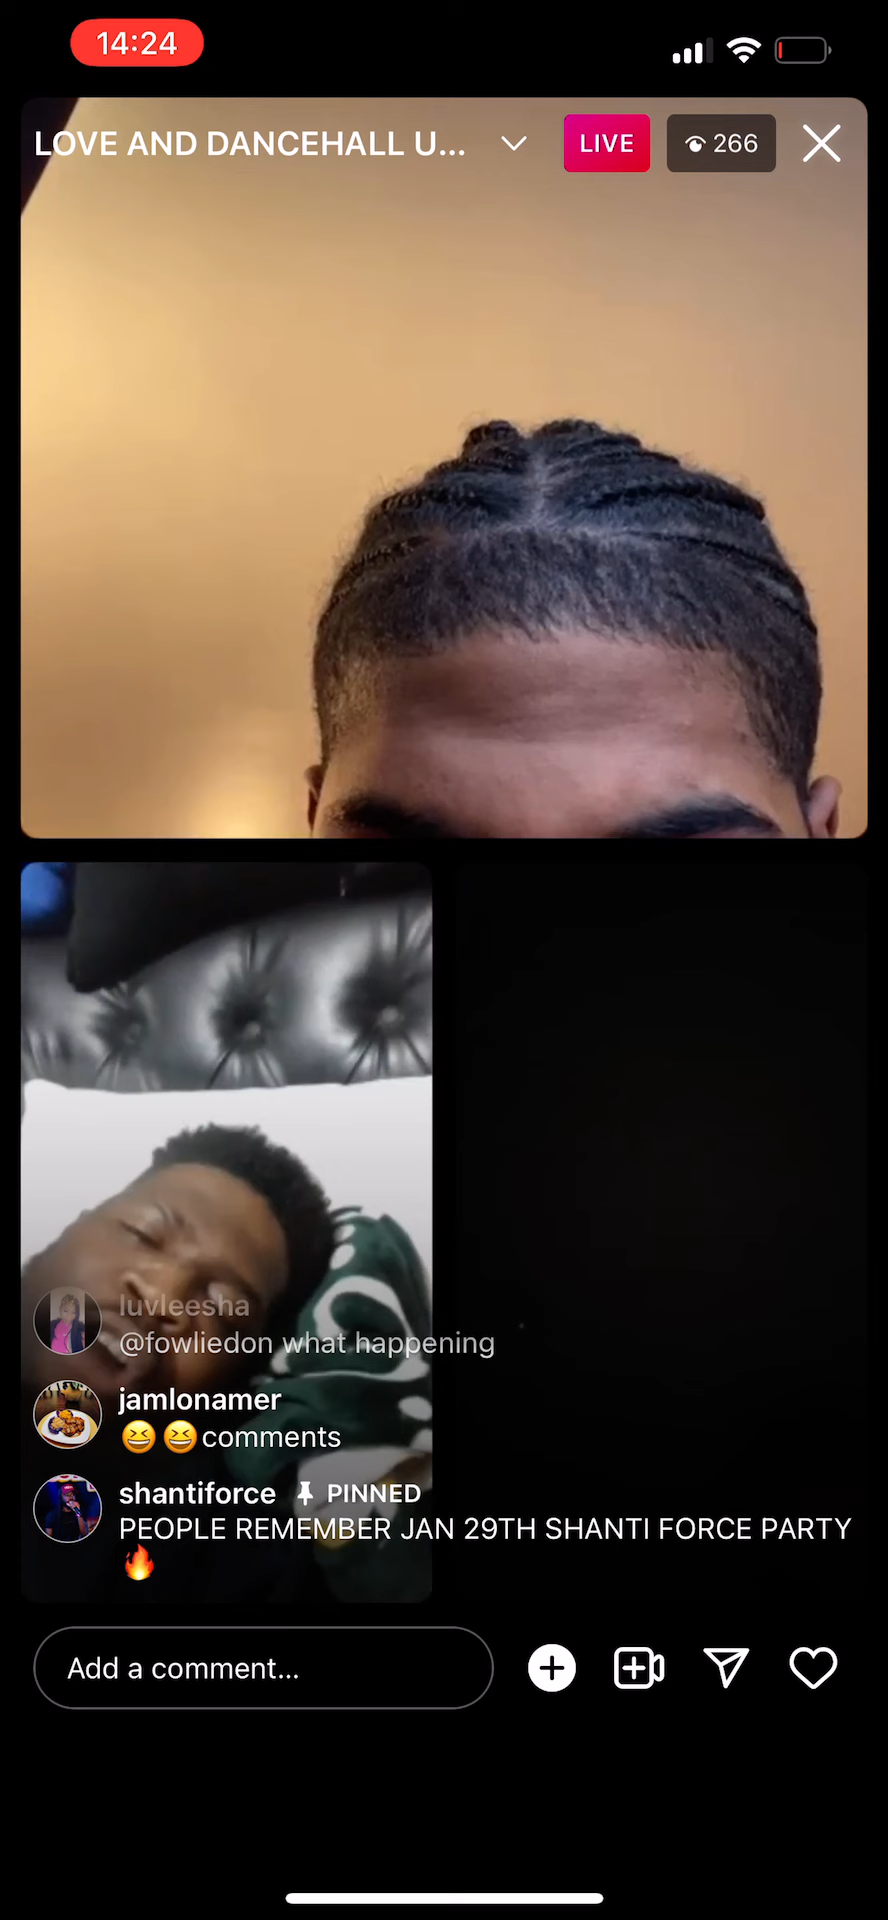 14:24
LOVE AND DANCEHALL U...
LIVE
266
luvleesha
@fowliedon what happening
jamlonamer
😆😆comments
shantiforce PINNED
PEOPLE REMEMBER JAN 29TH SHANTI FORCE PARTY
🔥
Add a comment...